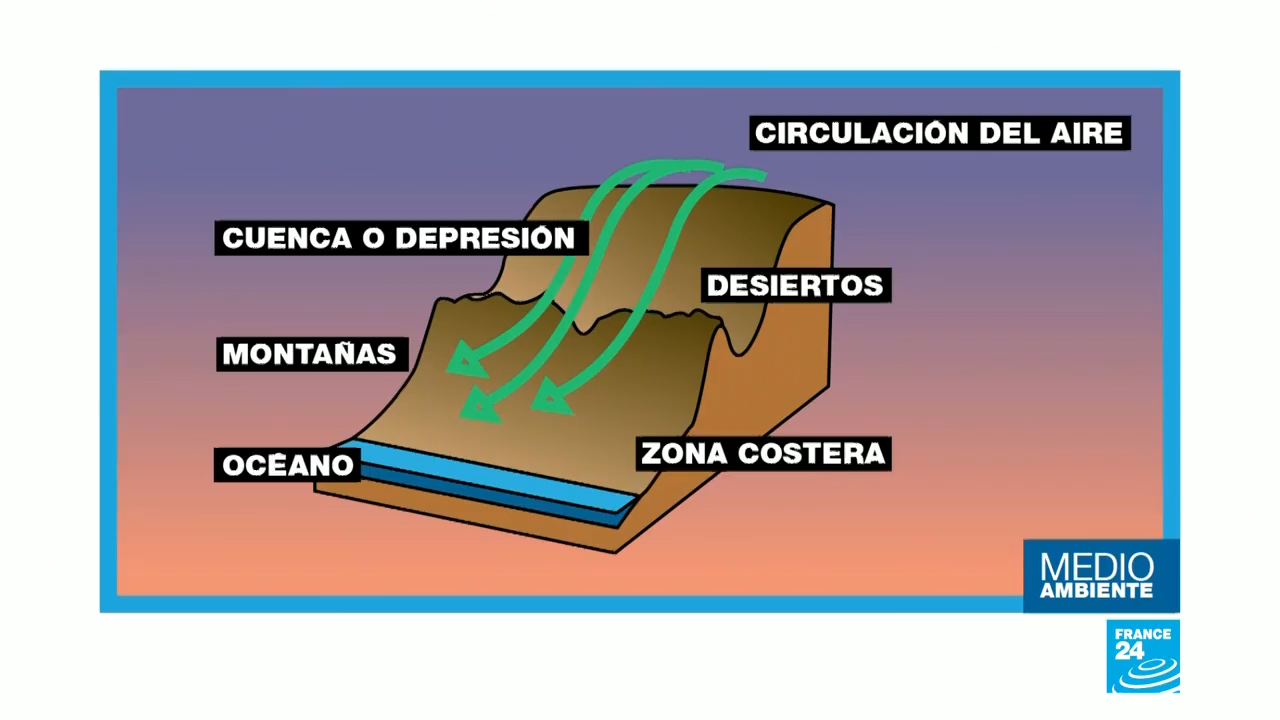 CIRCULACIÓN DEL AIRE
CUENCA O DEPRESIÓN
DESIERTOS
MONTAÑAS
ZONA COSTERA
OCÉANO
MEDIO
AMBIENTE
FRANCE
24